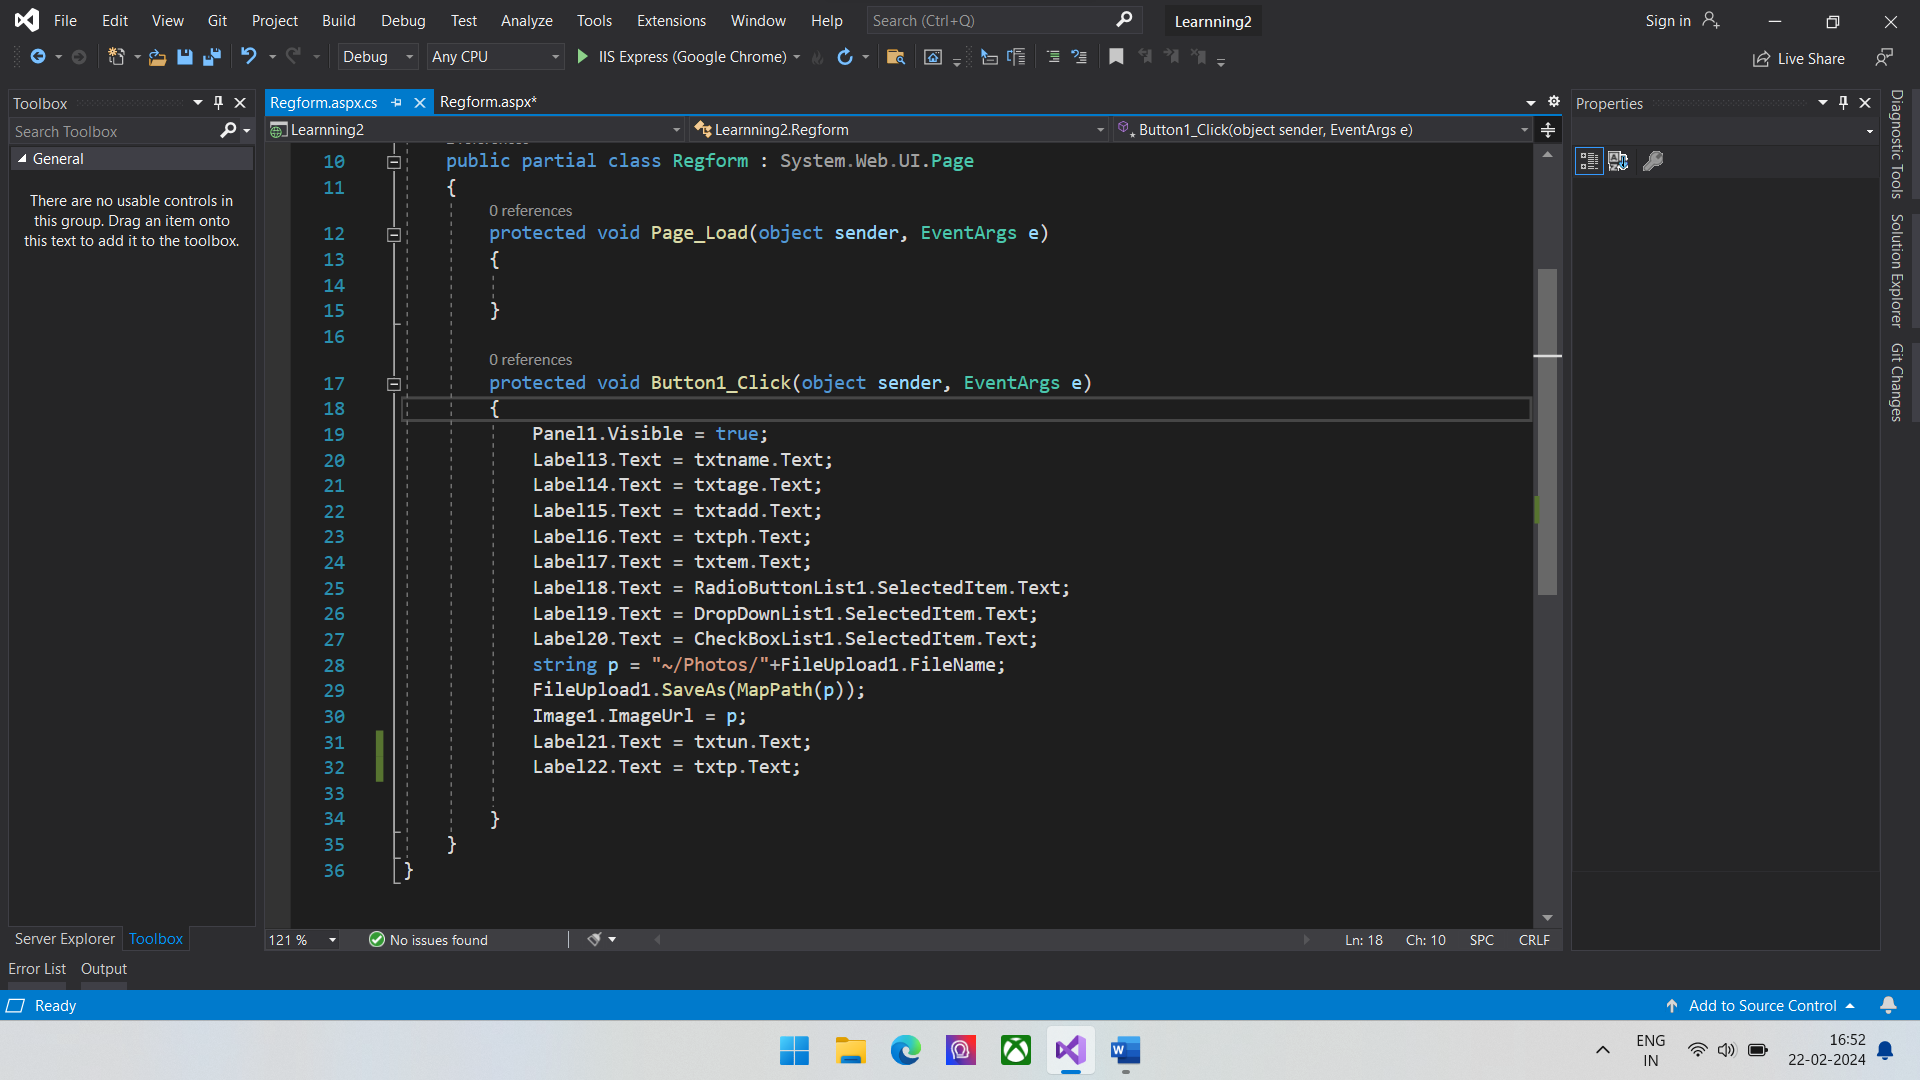 File Edit View Git Project Build Debug Test Analyze Tools Extensions Window Help Search (Ctrl+Q) Learnning2 Sign in
Debug Any CPU IIS Express (Google Chrome) Live Share
Toolbox
Search Toolbox
General
There are no usable controls in
this group. Drag an item onto
this text to add it to the toolbox.
Server Explorer Toolbox
Regform.aspx.cs Regform.aspx*
Learnning2 Learnning2.Regform Button1_Click(object sender, EventArgs e)
10 public partial class Regform : System.Web.UI.Page
11 {
0 references
12 protected void Page_Load(object sender, EventArgs e)
13 {
14
15 }
16
0 references
17 protected void Button1_Click(object sender, EventArgs e)
18 {
19 Panel1.Visible = true;
20 Label13.Text = txtname.Text;
21 Label14.Text = txtage.Text;
22 Label15.Text = txtadd.Text;
23 Label16.Text = txtph.Text;
24 Label17.Text = txtem.Text;
25 Label18.Text = RadioButtonList1.SelectedItem.Text;
26 Label19.Text = DropDownList1.SelectedItem.Text;
27 Label20.Text = CheckBoxList1.SelectedItem.Text;
28 string p = "~/Photos/"+FileUpload1.FileName;
29 FileUpload1.SaveAs(MapPath(p));
30 Image1.ImageUrl = p;
31 Label21.Text = txtun.Text;
32 Label22.Text = txtp.Text;
33
34 }
35 }
36 }
121 % No issues found Ln: 18 Ch: 10 SPC CRLF
Properties
Diagnostic Tools
Solution Explorer
Git Changes
Error List Output
Ready Add to Source Control
ENG
IN
16:52
22-02-2024